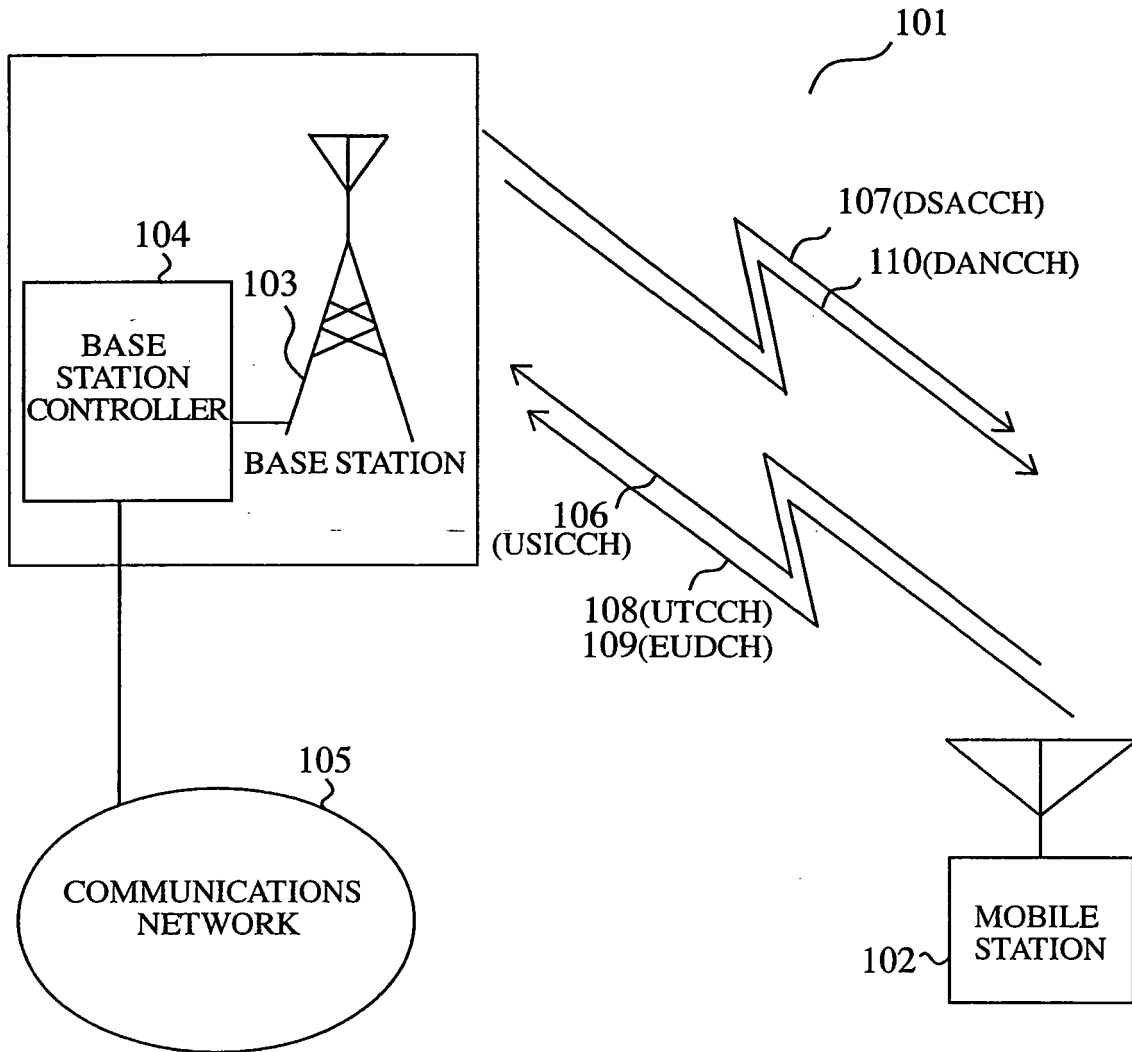 101
107(DSACCH)
110(DANCCH)
104
103
BASE
STATION
CONTROLLER
BASE STATION
106
(USICCH)
108(UTCCH)
109(EUDCH)
105
COMMUNICATIONS
NETWORK
MOBILE
STATION
102